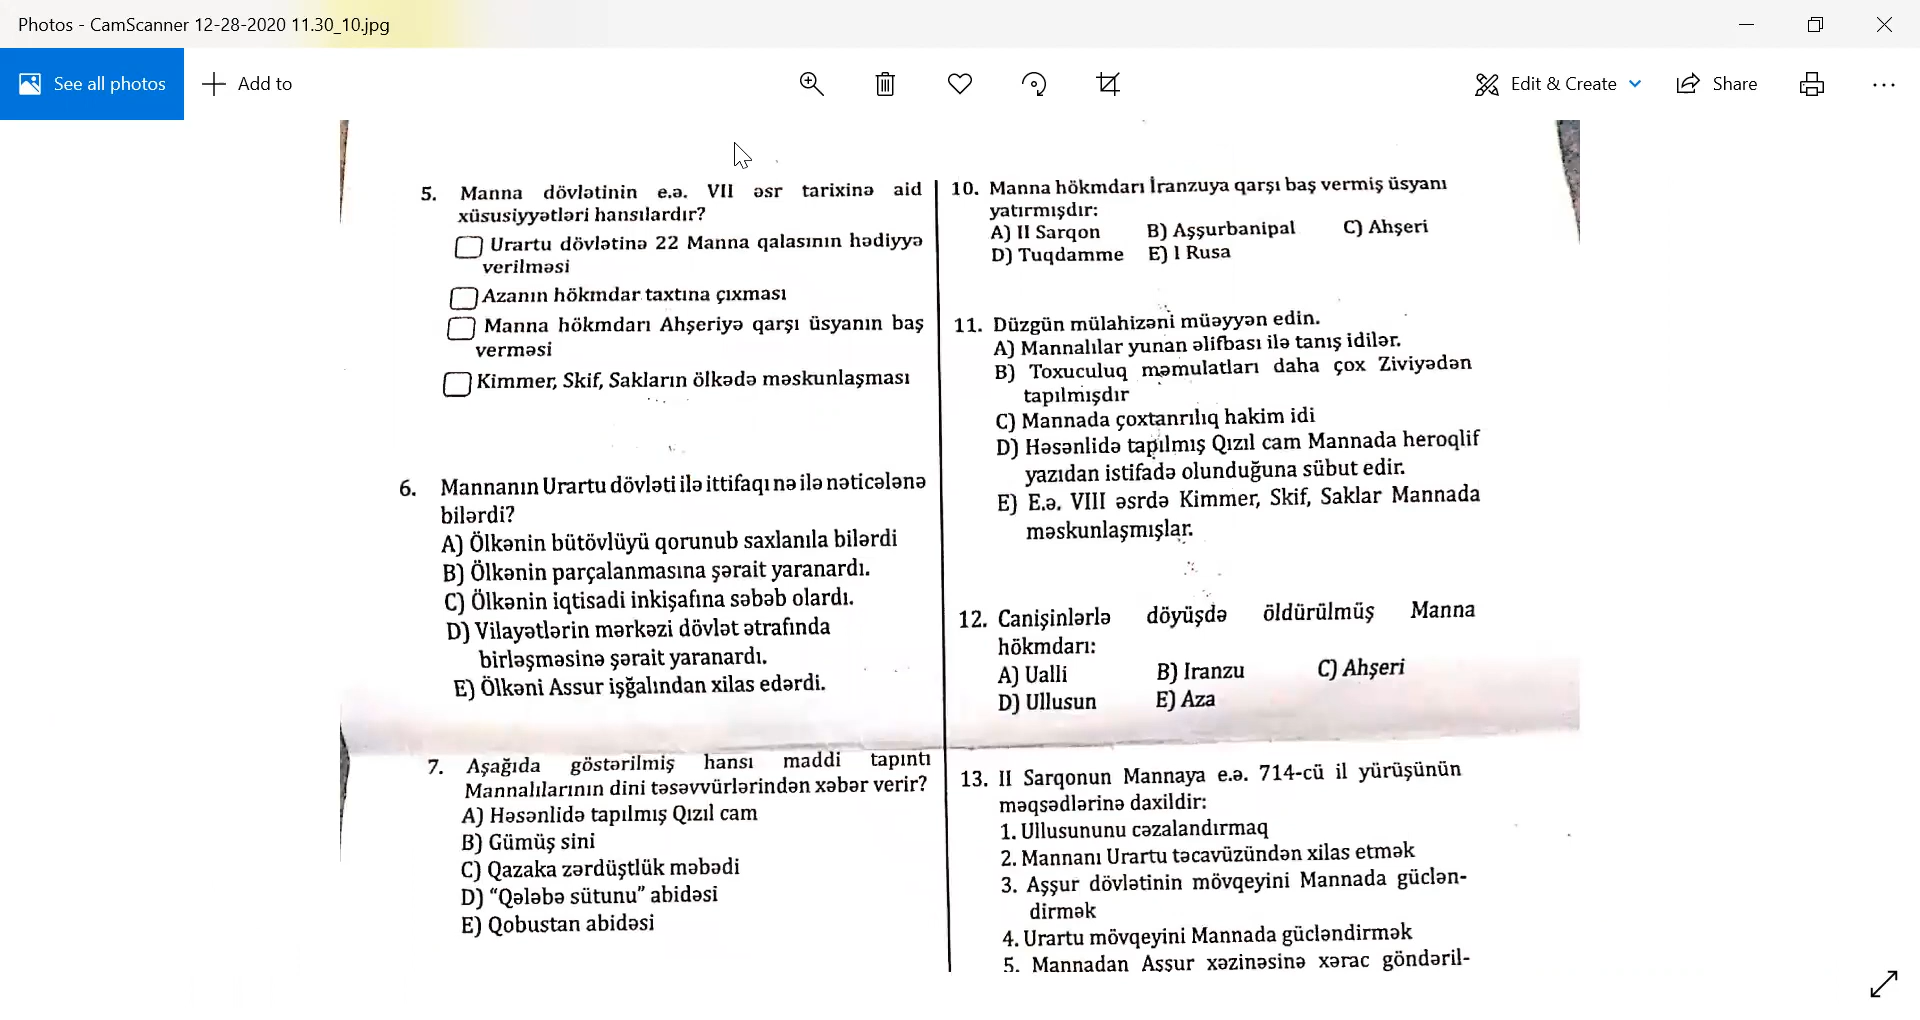 Photos - CamScanner 12-28-2020 11.30_10.jpg
See all photos
Add to
Edit & Create
Share
5. Manna dövlətinin e.ə. VII əsr tarixinə aid
xüsusiyyətləri hansılardır?
Urartu dövlətinə 22 Manna qalasının hədiyyə
verilməsi
Azanın hökmdar taxtına çıxması
Manna hökmdarı Ahşeriyə qarşı üsyanın baş
verməsi
Kimmer, Skif, Sakların ölkədə məskunlaşması
6. Mannanın Urartu dövləti ilə ittifaqı nə ilə nəticələnə
bilərdi?
A) Ölkənin bütövlüyü qorunub saxlanıla bilərdi
B) Ölkənin parçalanmasına şərait yaranardı.
C) Ölkənin iqtisadi inkişafına səbəb olardı.
D) Vilayətlərin mərkəzi dövlət ətrafında
birləşməsinə şərait yaranardı.
E) Ölkəni Assur işğalından xilas edərdi.
7. Aşağıda göstərilmiş hansı maddi tapıntı
Mannalılarının dini təsəvvürlərindən xəbər verir?
A) Həsənlidə tapılmış Qızıl cam
B) Gümüş sini
C) Qazaka zərdüştlük məbədi
D) “Qələbə sütunu” abidəsi
E) Qobustan abidəsi
10. Manna hökmdarı İranzuya qarşı baş vermiş üsyanı
yatırmışdır:
A) II Sarqon B) Aşşurbanipal C) Ahşeri
D) Tuqdamme E) I Rusa
11. Düzgün mülahizəni müəyyən edin.
A) Mannalılar yunan əlifbası ilə tanış idilər.
B) Toxuculuq məmulatları daha çox Ziviyədən
tapılmışdır
C) Mannada çoxtanrılıq hakim idi
D) Həsənlidə tapılmış Qızıl cam Mannada heroqlif
yazıdan istifadə olunduğuna sübut edir.
E) E.ə. VIII əsrdə Kimmer, Skif, Saklar Mannada
məskunlaşmışlar.
12. Canişinlərlə döyüşdə öldürülmüş Manna
hökmdarı:
A) Ualli B) Iranzu C) Ahşeri
D) Ullusun E) Aza
13. II Sarqonun Mannaya e.ə. 714-cü il yürüşünün
məqsədlərinə daxildir:
1. Ullusununu cəzalandırmaq
2. Mannanı Urartu təcavüzündən xilas etmək
3. Aşşur dövlətinin mövqeyini Mannada gücləndirmək
4. Urartu mövqeyini Mannada gücləndirmək
5. Mannadan Aşşur xəzinəsinə xərac göndəril-